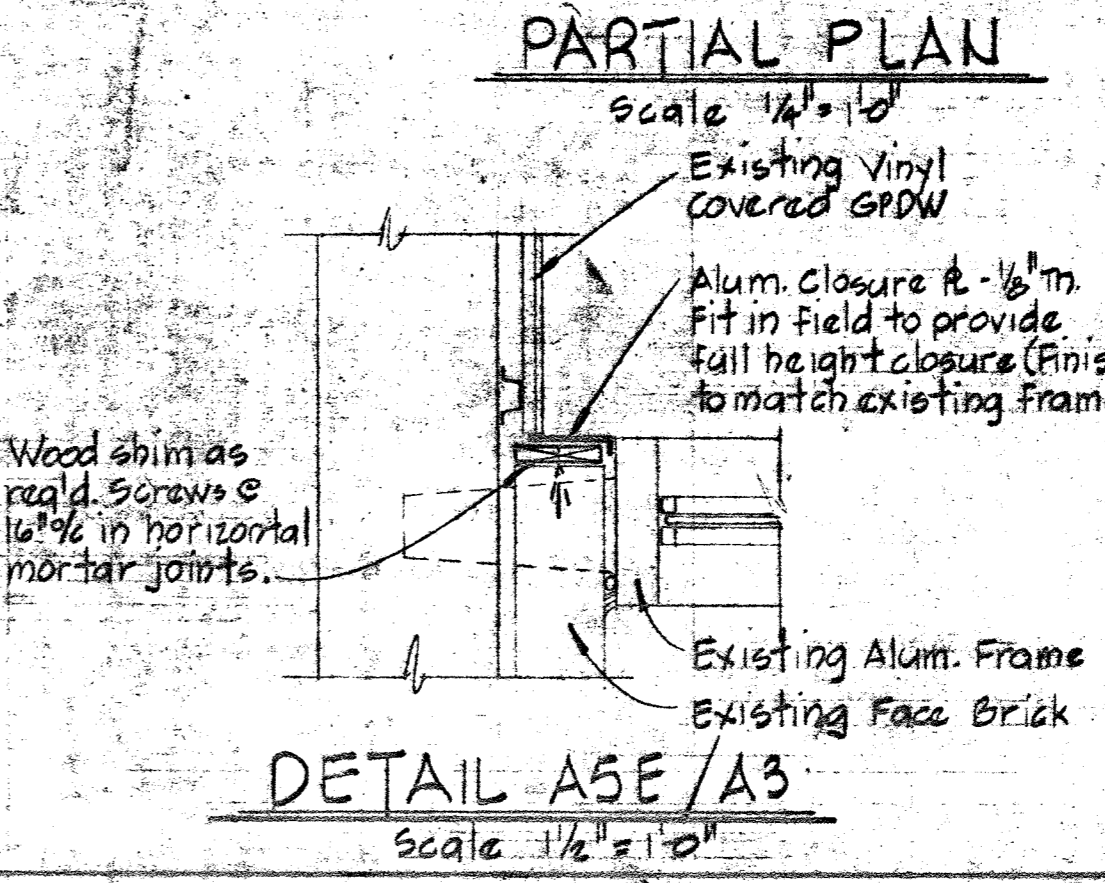 PARTIAL PLAN
Scale 1/4" = 1'0"
Existing Vinyl
covered GPDW
Alum. Closure ℄ - 1/8" Th.
Fit in field to provide
full height closure (Finis
to match existing Fram
Wood shim as
req'd. Screws @
16" o/c in horizontal
mortar joints.
Existing Alum. Frame
Existing Face Brick
DETAIL A5E/A3
Scale 1 1/2" = 1'0"